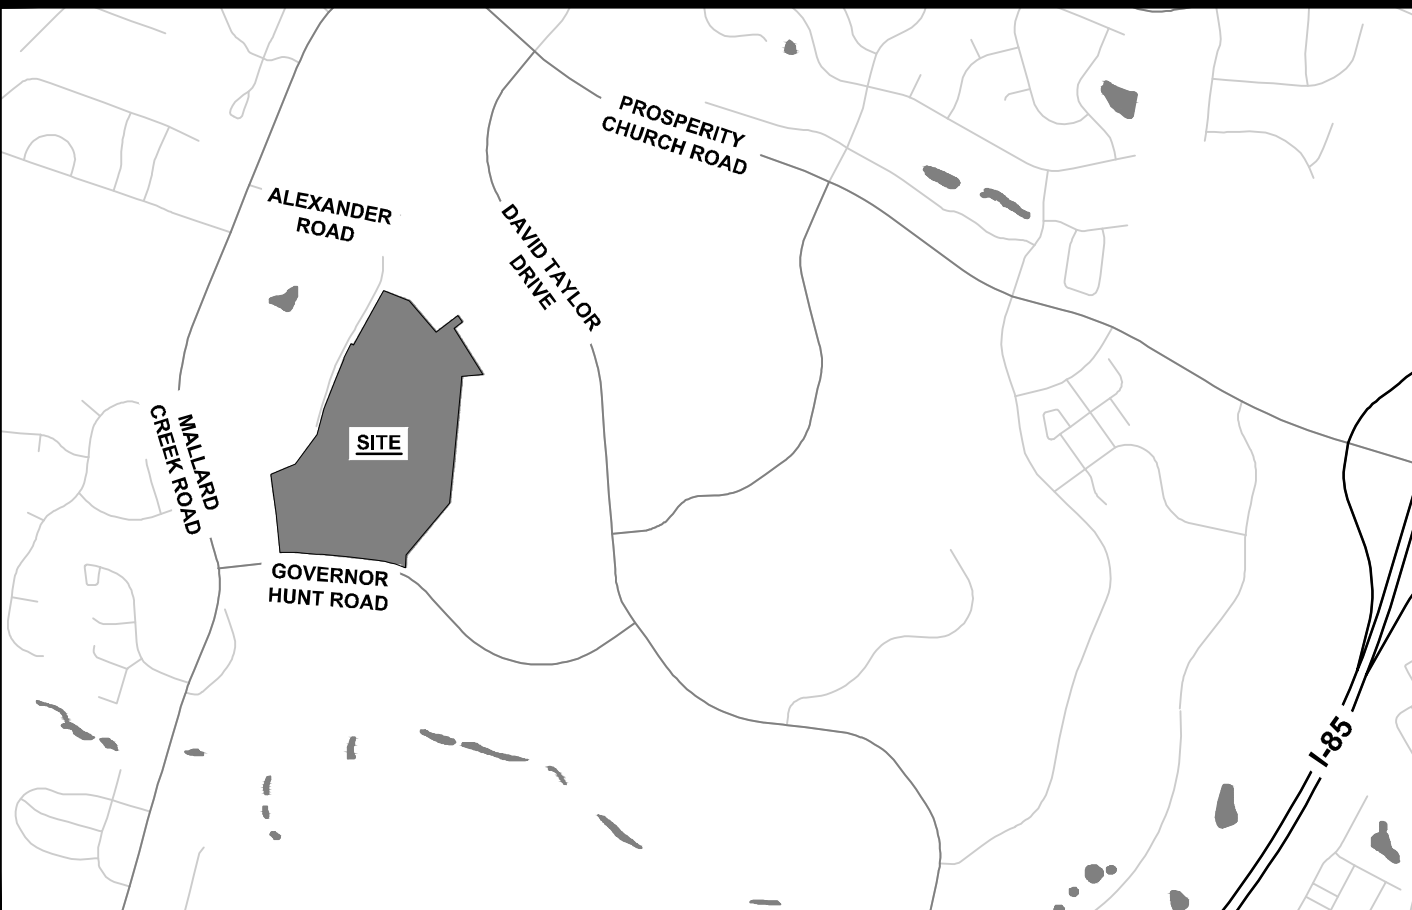 PROSPERITY
CHURCH ROAD
ALEXANDER
ROAD
DAVID TAYLOR
DRIVE
MALLARD
CREEK ROAD
SITE
GOVERNOR
HUNT ROAD
I-85